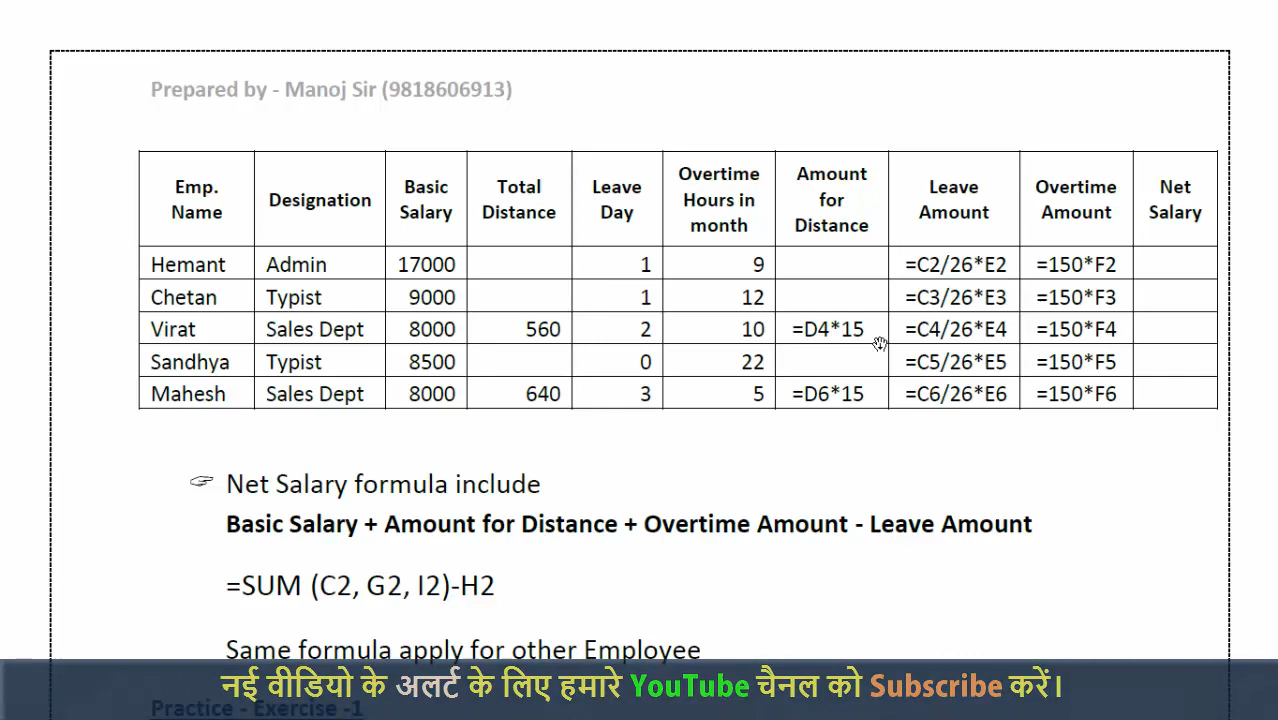 Prepared by - Manoj Sir (9818606913)
Emp. Name Designation Basic Salary Total Distance Leave Day Overtime Hours in month Amount for Distance Leave Amount Overtime Amount Net Salary
Hemant Admin 17000 1 9 =C2/26*E2 =150*F2
Chetan Typist 9000 1 12 =C3/26*E3 =150*F3
Virat Sales Dept 8000 560 2 10 =D4*15 =C4/26*E4 =150*F4
Sandhya Typist 8500 0 22 =C5/26*E5 =150*F5
Mahesh Sales Dept 8000 640 3 5 =D6*15 =C6/26*E6 =150*F6
Net Salary formula include
Basic Salary + Amount for Distance + Overtime Amount - Leave Amount
=SUM (C2, G2, I2)-H2
Same formula apply for other Employee
नई वीडियो के अलर्ट के लिए हमारे YouTube चैनल को Subscribe करें।
Practice - Exercise -1